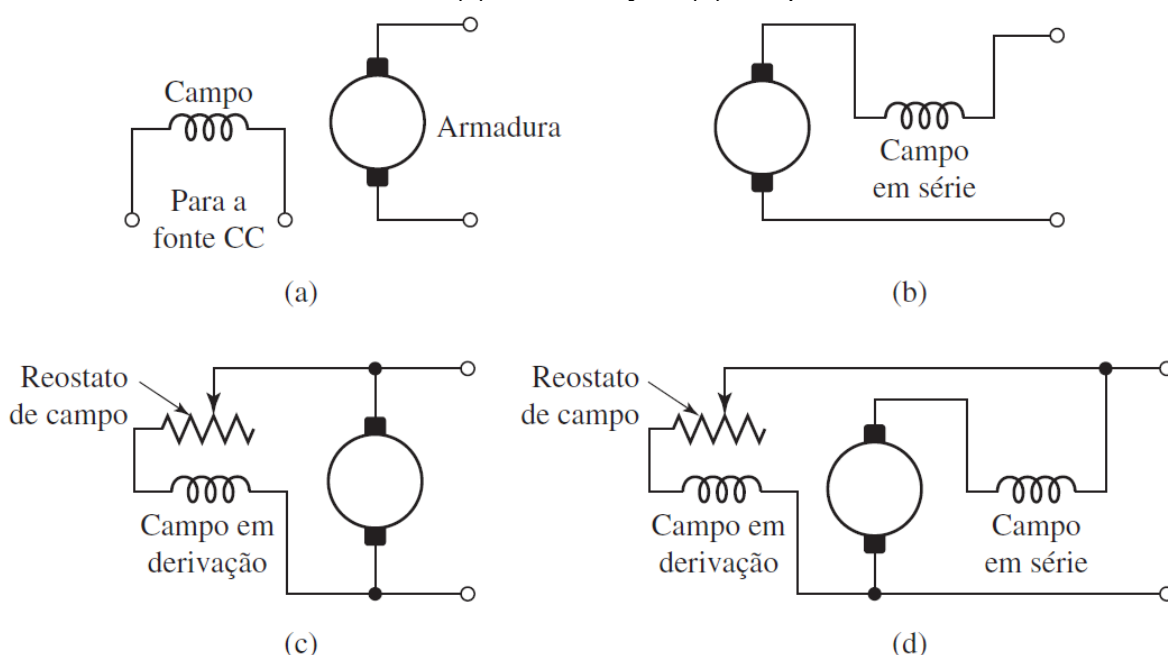 Campo
Armadura
Para a
fonte CC
(a)
Campo
em série
(b)
Reostato
de campo
Campo em
derivação
(c)
Reostato
de campo
Campo em
derivação
Campo
em série
(d)